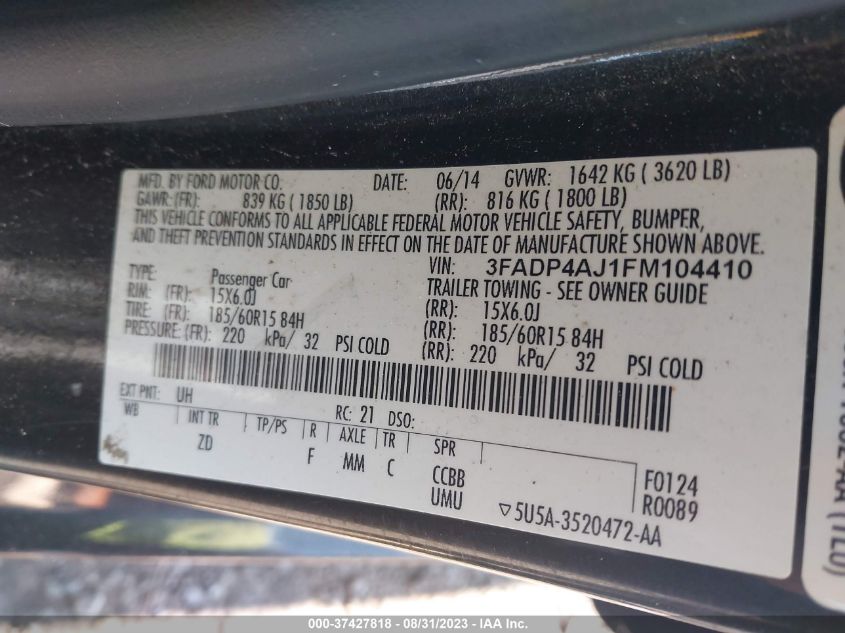 MFD. BY FORD MOTOR CO. DATE: 06/14 GVWR: 1642 KG ( 3620 LB)
GAWR: (FR): 839 KG ( 1850 LB) (RR): 816 KG ( 1800 LB)
THIS VEHICLE CONFORMS TO ALL APPLICABLE FEDERAL MOTOR VEHICLE SAFETY, BUMPER,
AND THEFT PREVENTION STANDARDS IN EFFECT ON THE DATE OF MANUFACTURE SHOWN ABOVE.
VIN: 3FADP4AJ1FM104410
TYPE: Passenger Car TRAILER TOWING - SEE OWNER GUIDE
RIM: (FR): 15X6.0J (RR): 15X6.0J
TIRE: (FR): 185/60R15 84H (RR): 185/60R15 84H
PRESSURE: (FR): 220 kPa/ 32 PSI COLD (RR): 220 kPa/ 32 PSI COLD
EXT PNT: UH RC: 21 DSO:
WB INT TR TP/PS R AXLE TR SPR
ZD F MM C CCBB F0124
UMU R0089
▽5U5A-3520472-AA
(TLD)
000-37427818 - 08/31/2023 - IAA Inc.